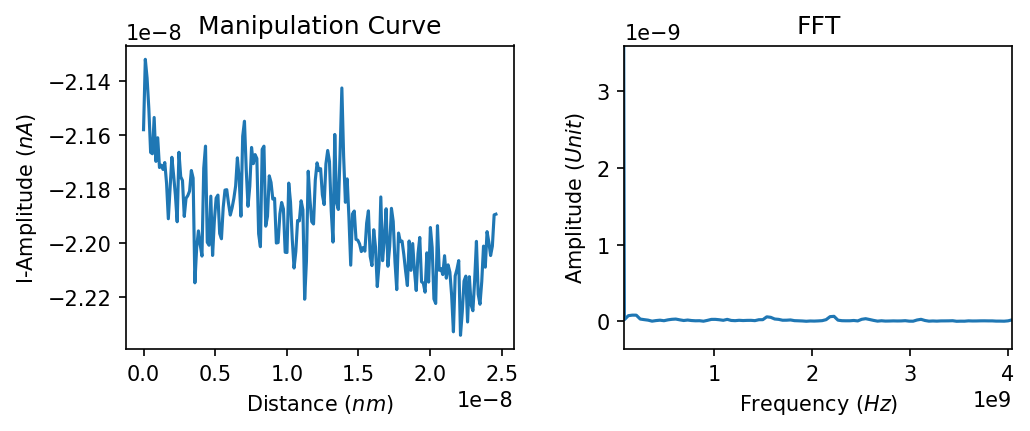 Manipulation Curve
1e−8
−2.14
−2.16
−2.18
−2.20
−2.22
I-Amplitude (nA)
0.0 0.5 1.0 1.5 2.0 2.5
1e−8
Distance (nm)
FFT
1e−9
3
2
1
0
Amplitude (Unit)
1 2 3 4
1e9
Frequency (Hz)